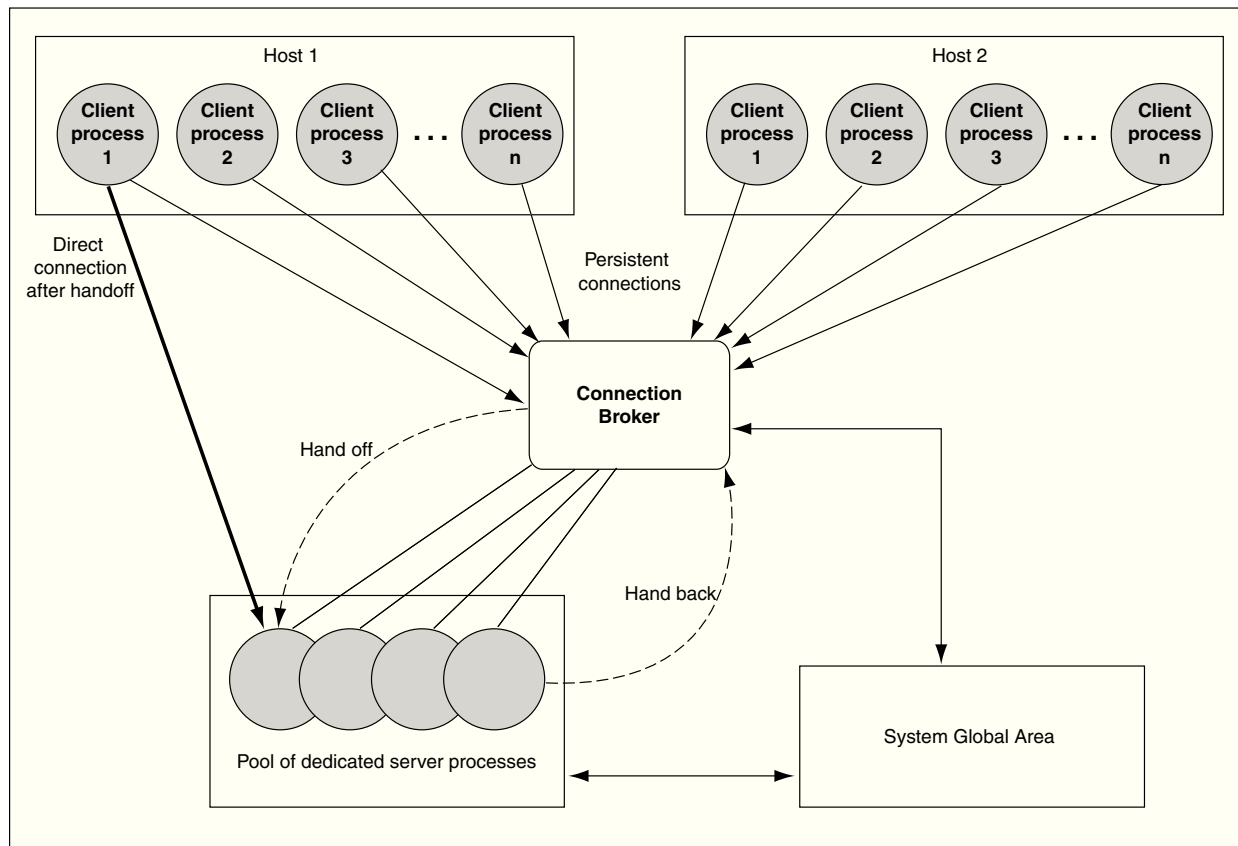 Host 1
Client
process
1
Client
process
2
Client
process
3
...
Client
process
n
Host 2
Client
process
1
Client
process
2
Client
process
3
...
Client
process
n
Direct
connection
after handoff
Persistent
connections
Connection
Broker
Hand off
Hand back
Pool of dedicated server processes
System Global Area